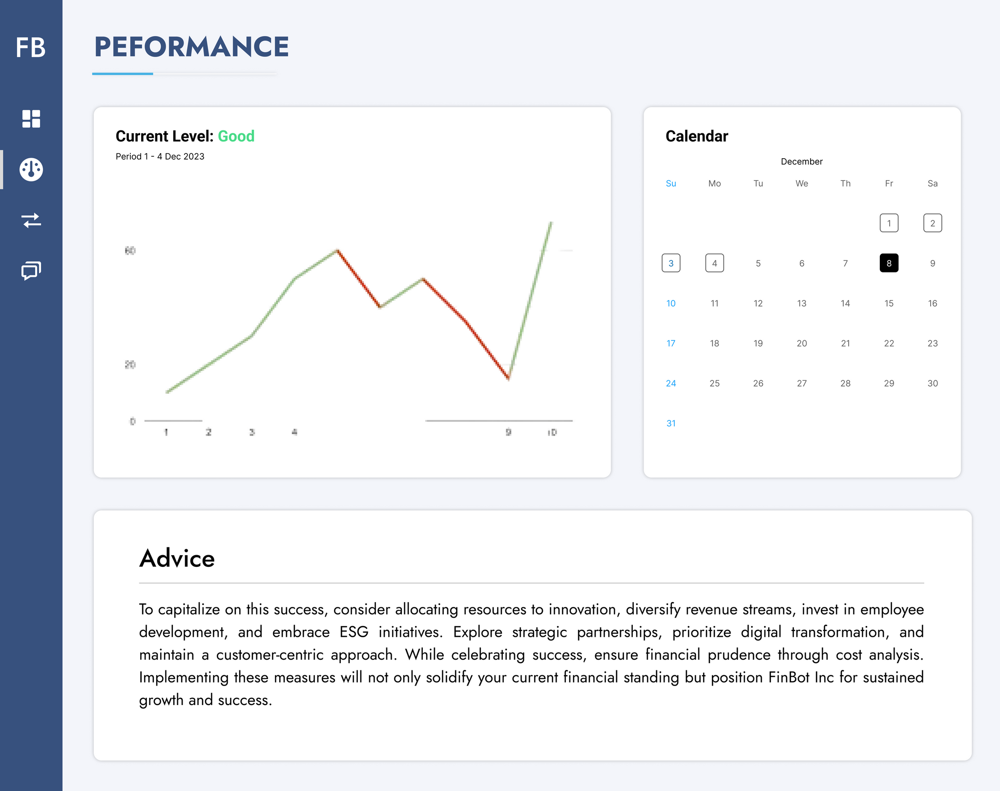 FB
PEFORMANCE
Current Level: Good
Period 1 - 4 Dec 2023
60
20
0
1 2 3 4 9 10
Calendar
December
Su Mo Tu We Th Fr Sa
1 2
3 4 5 6 7 8 9
10 11 12 13 14 15 16
17 18 19 20 21 22 23
24 25 26 27 28 29 30
31
Advice
To capitalize on this success, consider allocating resources to innovation, diversify revenue streams, invest in employee
development, and embrace ESG initiatives. Explore strategic partnerships, prioritize digital transformation, and
maintain a customer-centric approach. While celebrating success, ensure financial prudence through cost analysis.
Implementing these measures will not only solidify your current financial standing but position FinBot Inc for sustained
growth and success.